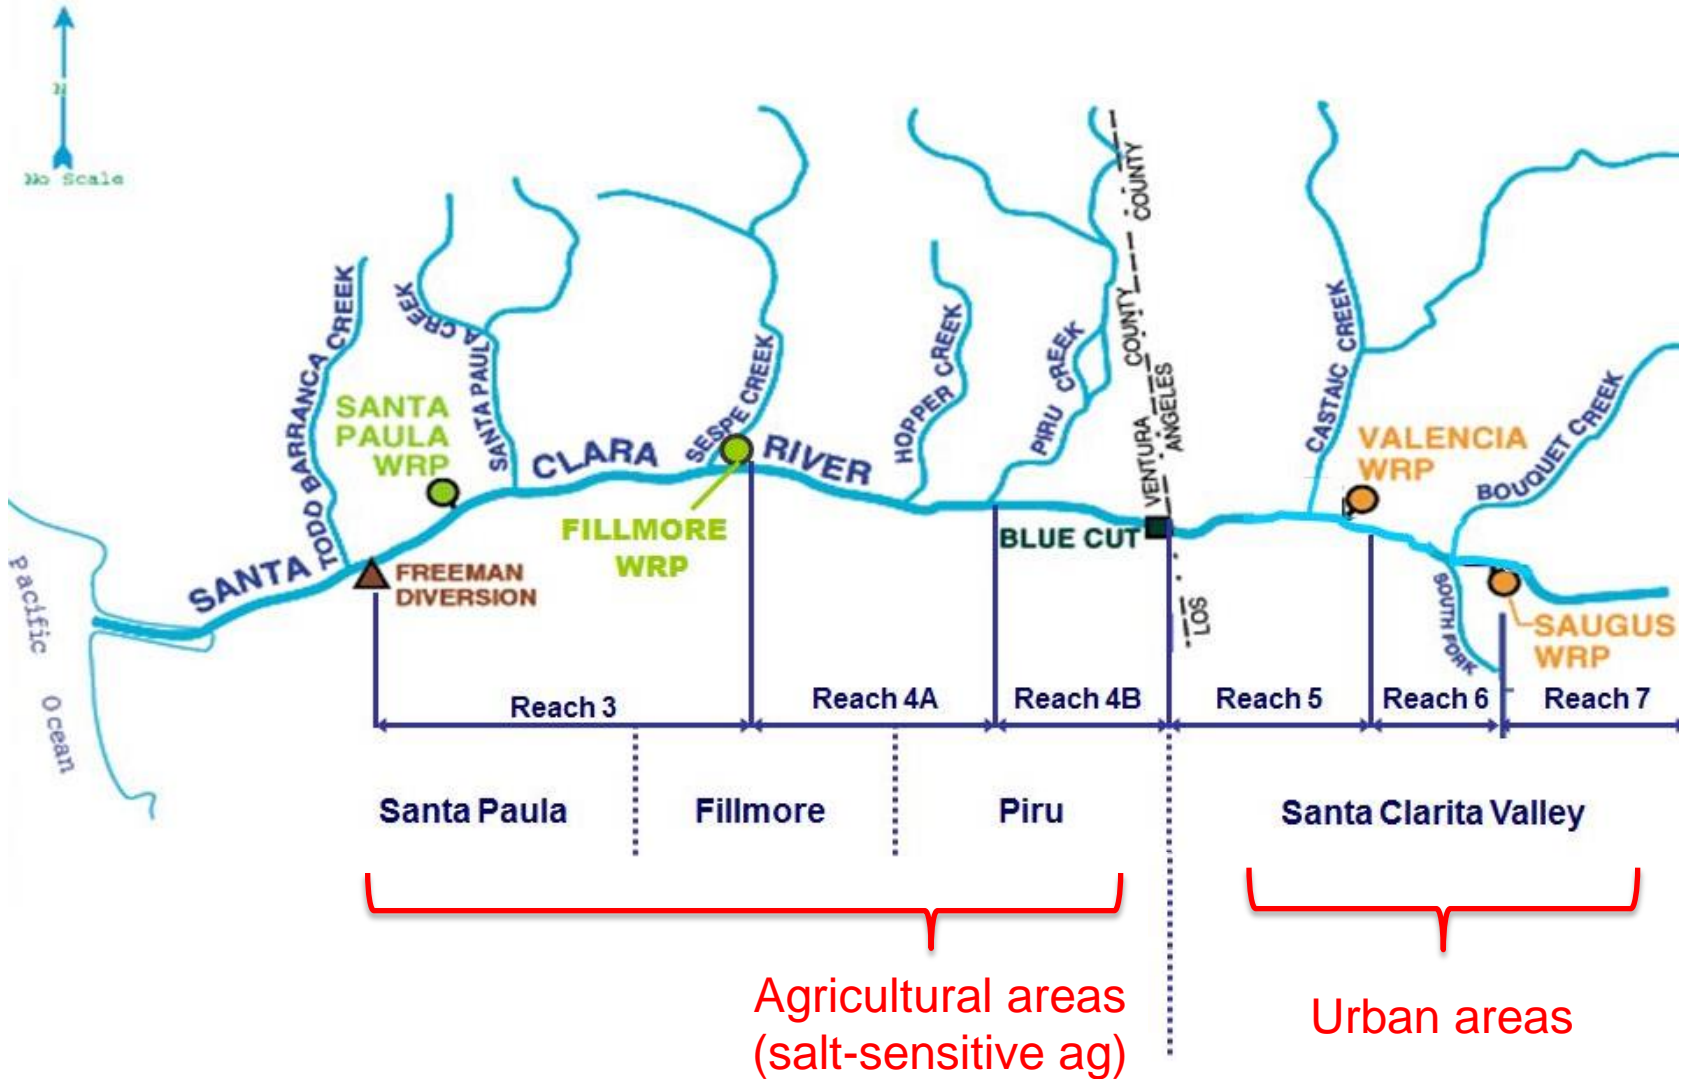 N
No Scale
TODD BARRANCA CREEK
SANTA PAULA CREEK
SESPE CREEK
HOPPER CREEK
PIRU CREEK
VENTURA COUNTY
LOS ANGELES COUNTY
CASTAIC CREEK
BOUQUET CREEK
SOUTH FORK
SANTA
PAULA
WRP
SANTA CLARA RIVER
FILLMORE
WRP
VALENCIA
WRP
BLUE CUT
FREEMAN
DIVERSION
SAUGUS
WRP
Pacific Ocean
Reach 3
Reach 4A
Reach 4B
Reach 5
Reach 6
Reach 7
Santa Paula
Fillmore
Piru
Santa Clarita Valley
Agricultural areas
(salt-sensitive ag)
Urban areas